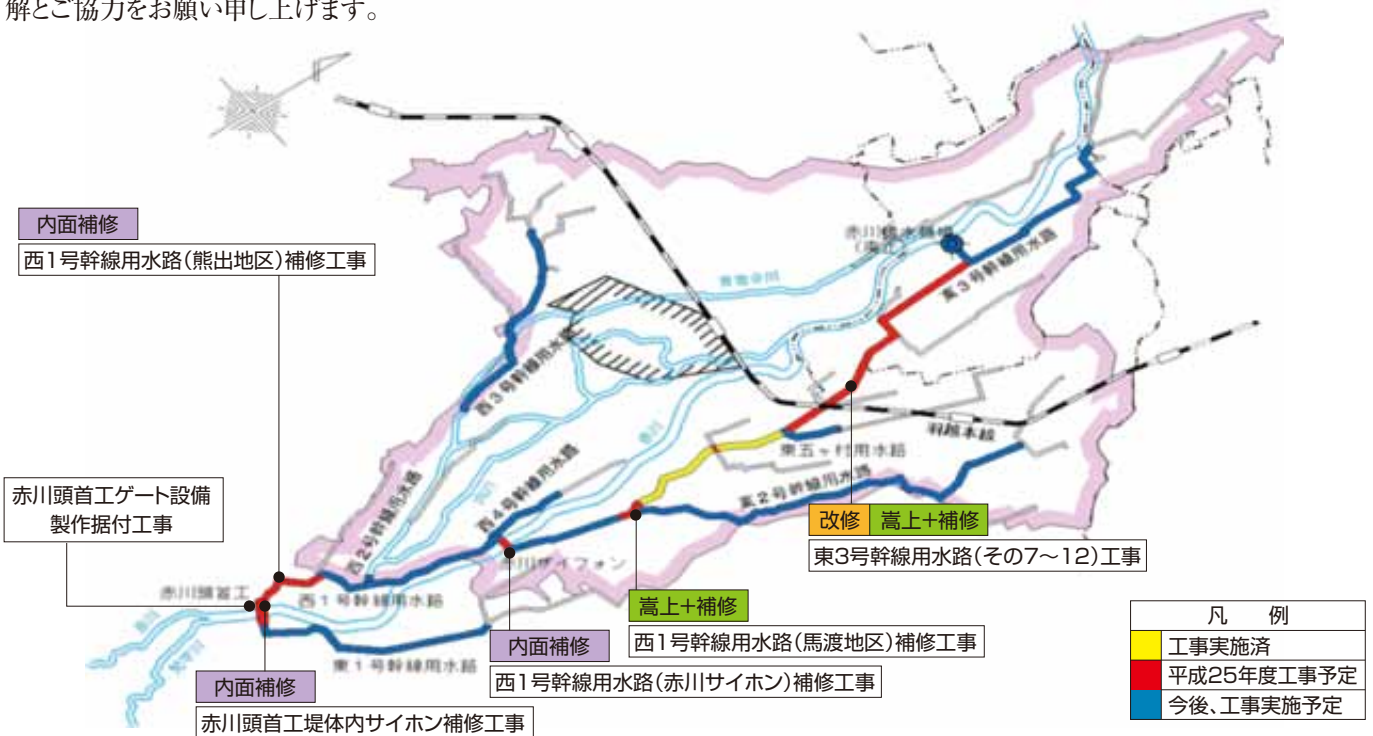 解とご協力をお願い申し上げます。
内面補修
西1号幹線用水路(熊出地区)補修工事
東3号幹線用水路
西3号幹線用水路
羽越本線
東五ヶ村用水路
赤川
西4号幹線用水路
東2号幹線用水路
赤川頭首工ゲート設備
製作据付工事
西2号幹線用水路
改修 嵩上+補修
東3号幹線用水路(その7〜12)工事
赤川サイフォン
赤川頭首工
西1号幹線用水路
嵩上+補修
西1号幹線用水路(馬渡地区)補修工事
内面補修
西1号幹線用水路(赤川サイホン)補修工事
東1号幹線用水路
内面補修
赤川頭首工堤体内サイホン補修工事
凡 例
工事実施済
平成25年度工事予定
今後、工事実施予定